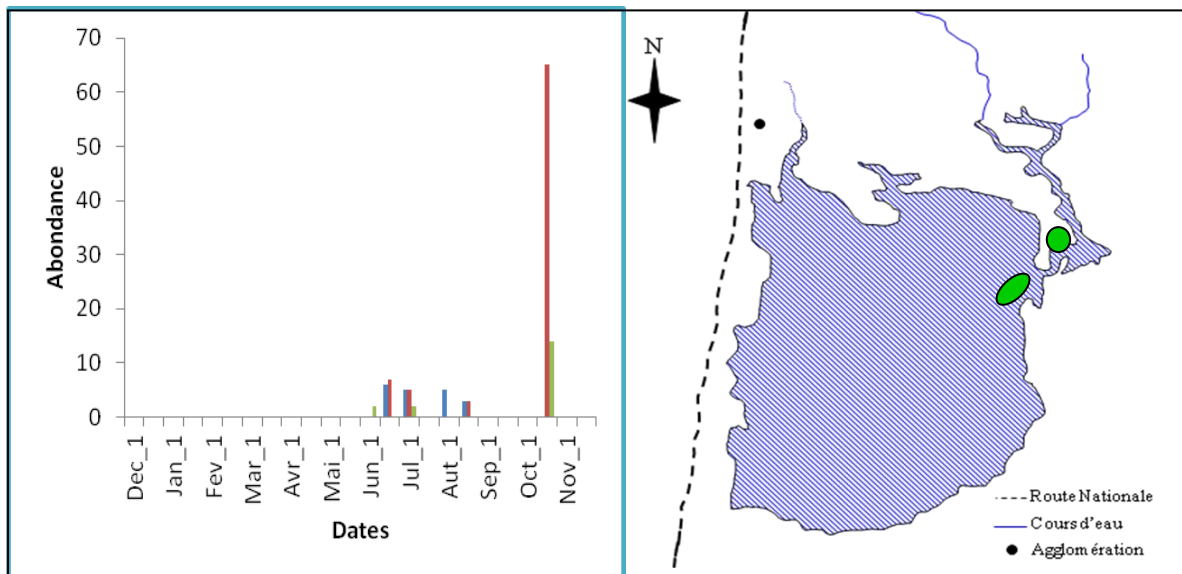 Abondance
70
60
50
40
30
20
10
0
Dec_1
Jan_1
Fev_1
Mar_1
Avr_1
Mai_1
Jun_1
Jul_1
Aut_1
Sep_1
Oct_1
Nov_1
Dates
N
Route Nationale
Cours d'eau
Agglomération